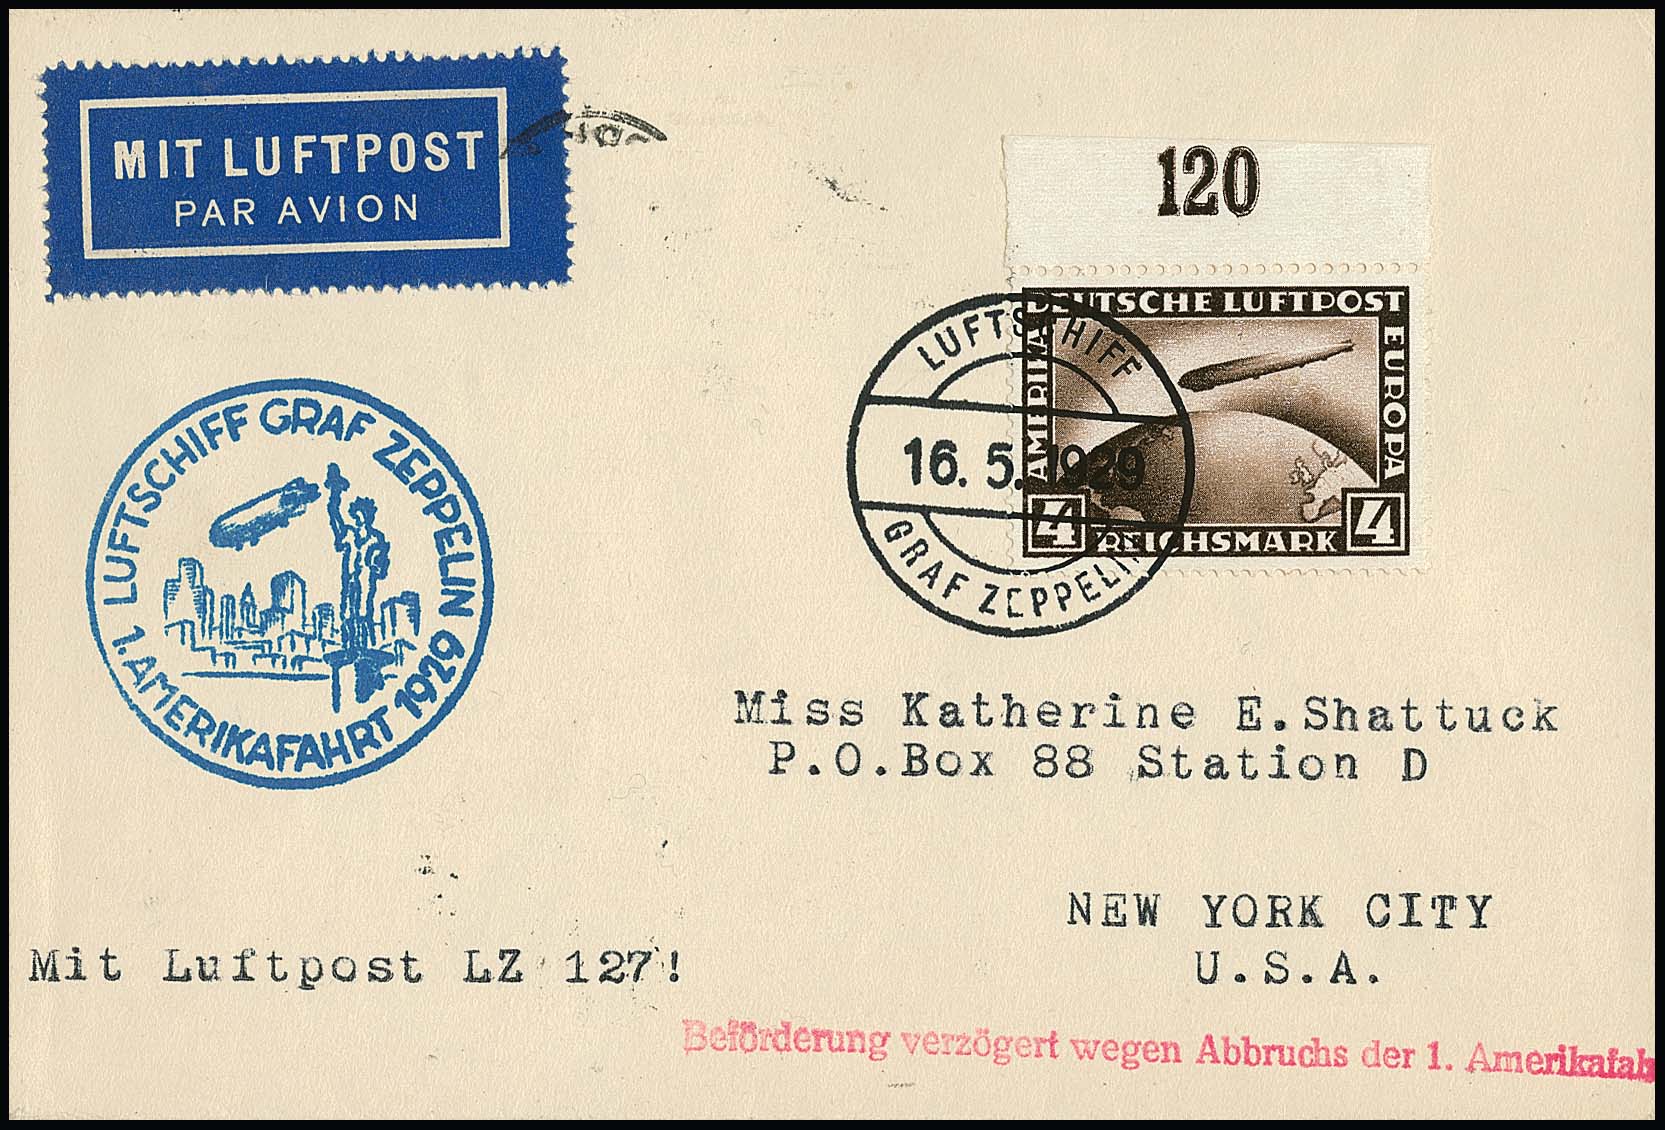 MIT LUFTPOST
PAR AVION
120
DEUTSCHE LUFTPOST
AMERIKA
EUROPA
4 REICHSMARK 4
LUFTSCHIFF
16. 5. 1929
GRAF ZEPPELIN
LUFTSCHIFF GRAF ZEPPELIN
1. AMERIKAFAHRT 1929
Miss Katherine E.Shattuck
P.O.Box 88 Station D
NEW YORK CITY
U.S.A.
Mit Luftpost LZ 127!
Beförderung verzögert wegen Abbruchs der 1. Amerikafah